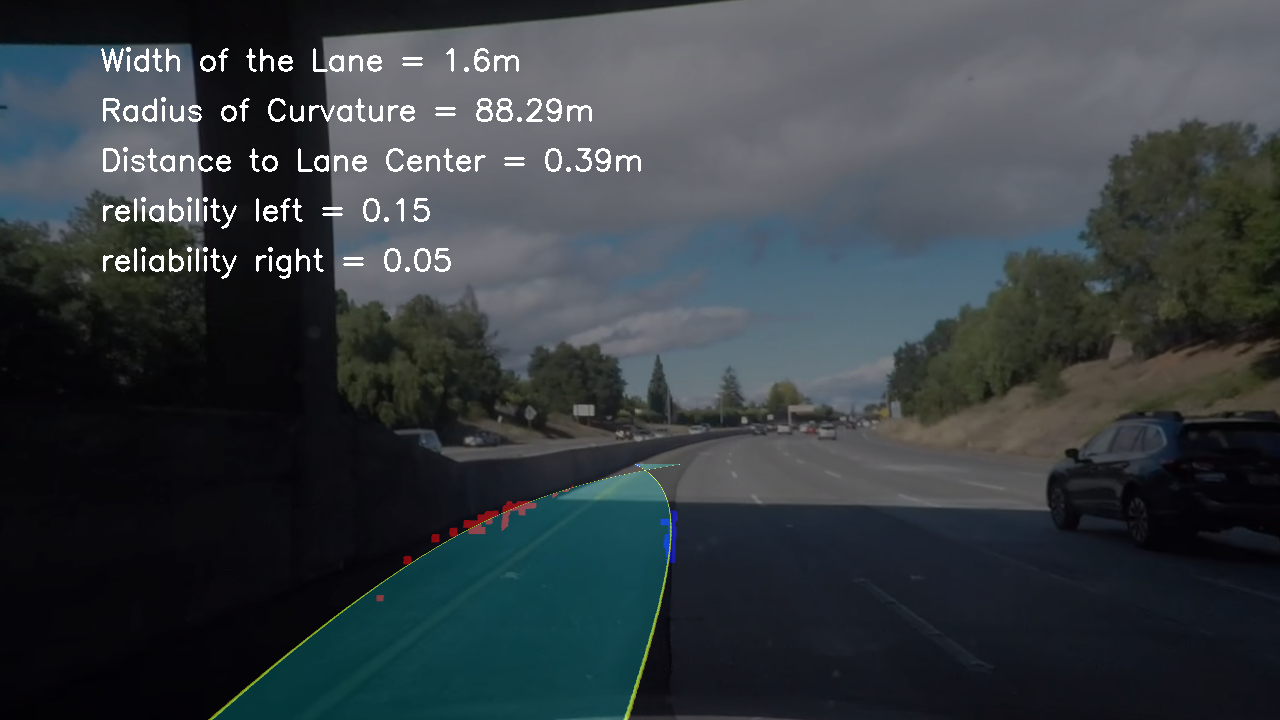 Width of the Lane = 1.6m
Radius of Curvature = 88.29m
Distance to Lane Center = 0.39m
reliability left = 0.15
reliability right = 0.05